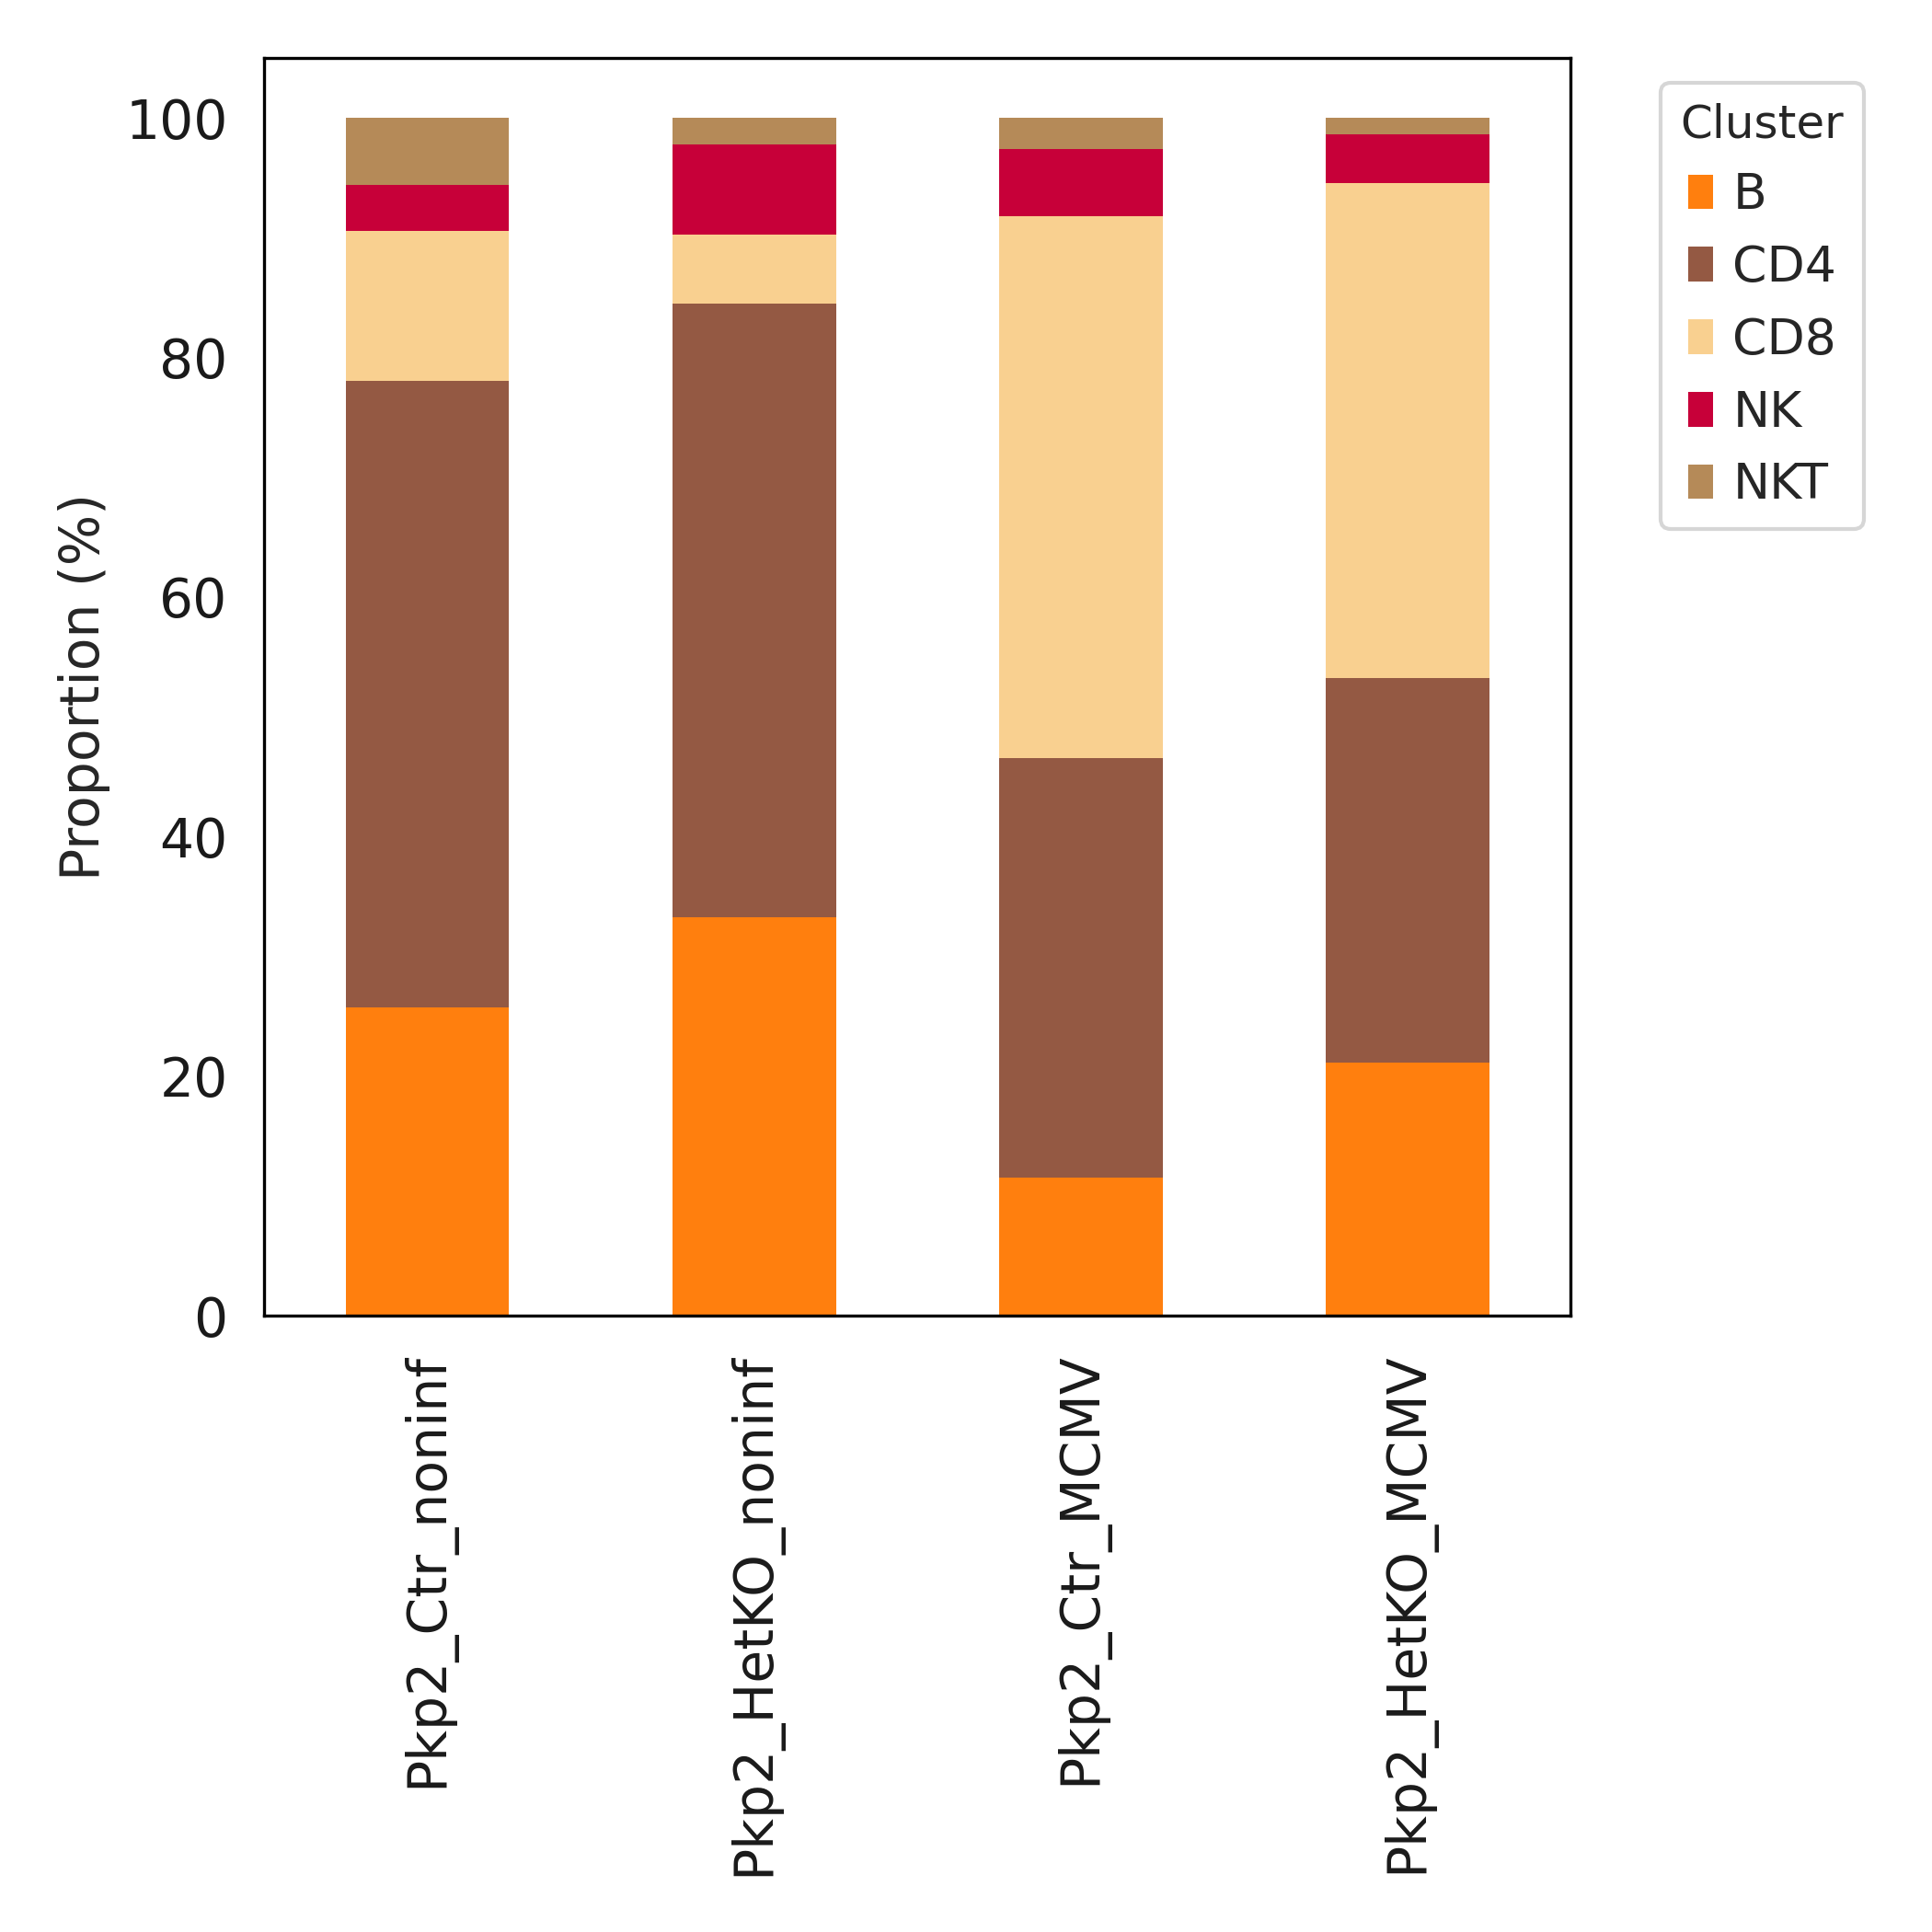 100
80
60
40
20
0
Proportion (%)
Pkp2_Ctr_noninf
Pkp2_HetKO_noninf
Pkp2_Ctr_MCMV
Pkp2_HetKO_MCMV
Cluster
B
CD4
CD8
NK
NKT